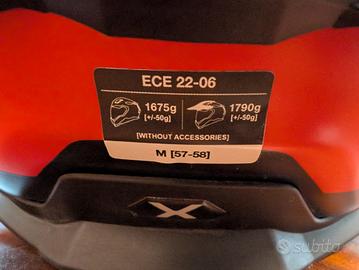 ECE 22-06
1675g 1790g
[+/-50g] [+/-50g]
[WITHOUT ACCESSORIES]
M [57-58]
X
subito